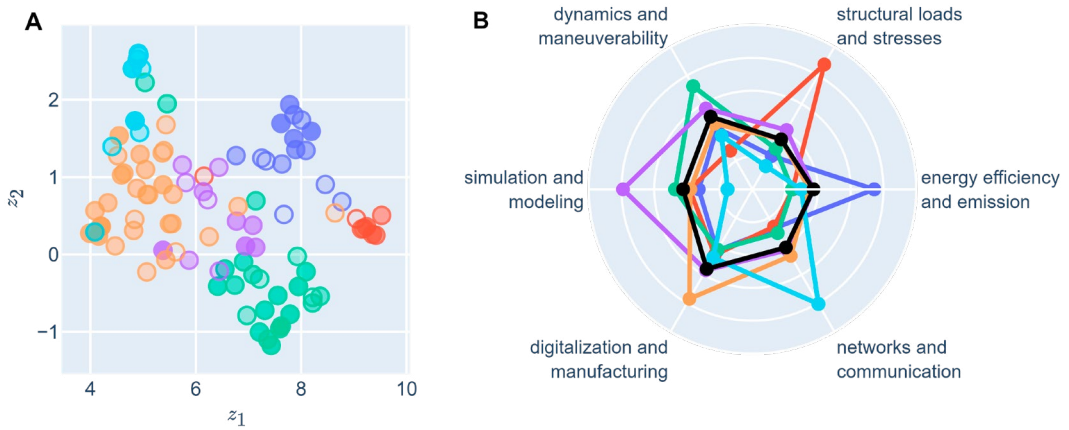 A
B
dynamics and
maneuverability
structural loads
and stresses
2
1
0
−1
z2
4
6
8
10
z1
simulation and
modeling
energy efficiency
and emission
digitalization and
manufacturing
networks and
communication